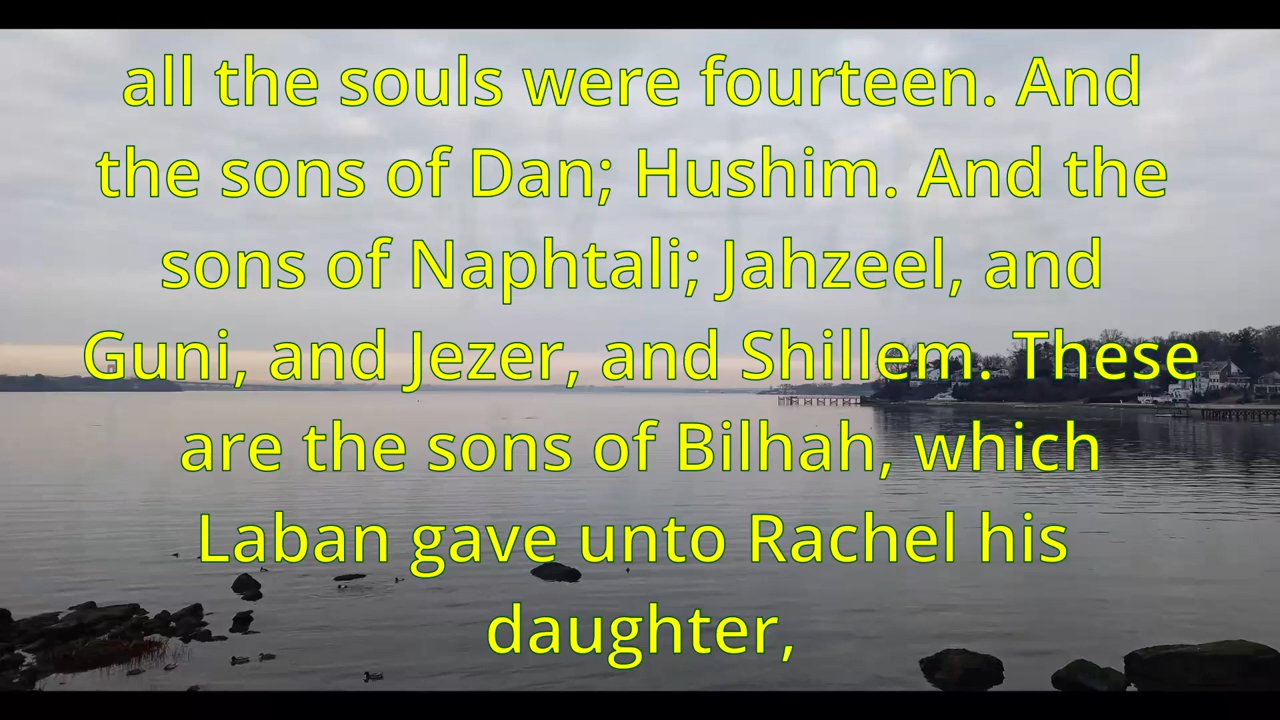 all the souls were fourteen. And
the sons of Dan; Hushim. And the
sons of Naphtali; Jahzeel, and
Guni, and Jezer, and Shillem. These
are the sons of Bilhah, which
Laban gave unto Rachel his
daughter,